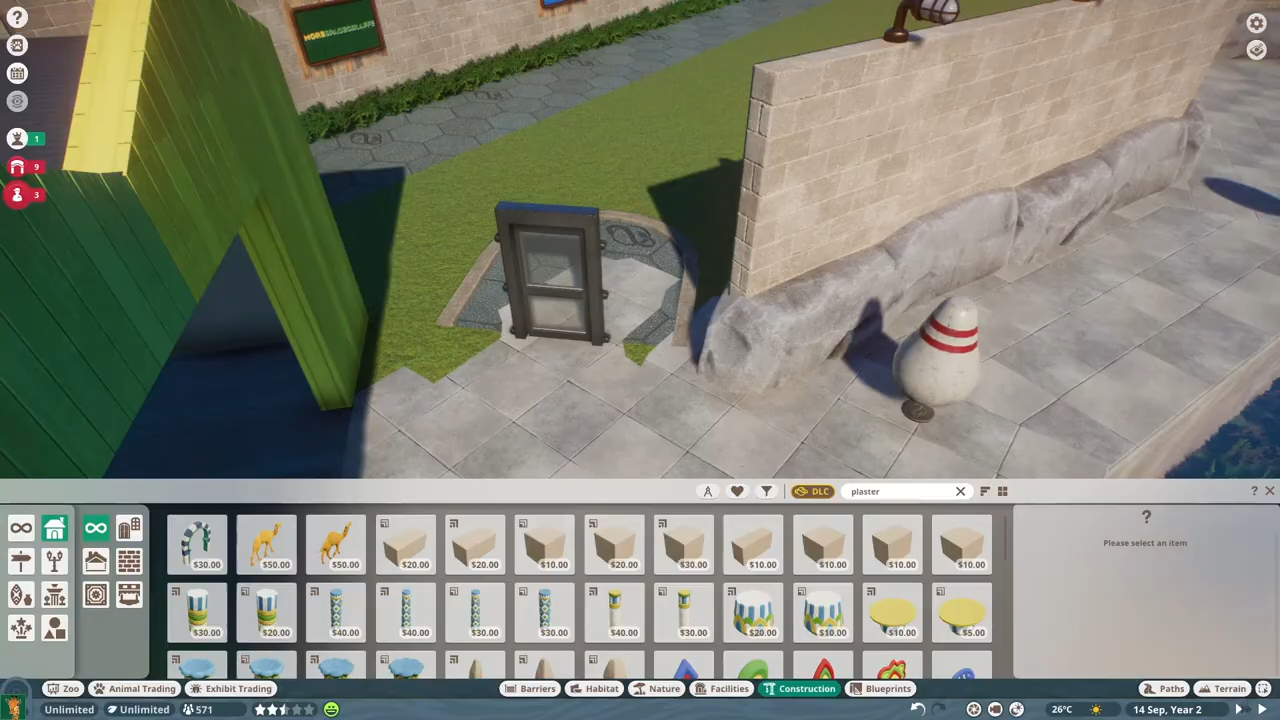 1
9
3
DLC
plaster
?
$30.00 $50.00 $50.00 $20.00 $20.00 $10.00 $20.00 $30.00 $10.00 $10.00 $10.00 $10.00
$30.00 $20.00 $40.00 $40.00 $30.00 $30.00 $40.00 $30.00 $20.00 $10.00 $10.00 $5.00
?
Please select an item
Zoo Animal Trading Exhibit Trading Barriers Habitat Nature Facilities Construction Blueprints Paths Terrain
Unlimited Unlimited 571 26°C 14 Sep, Year 2